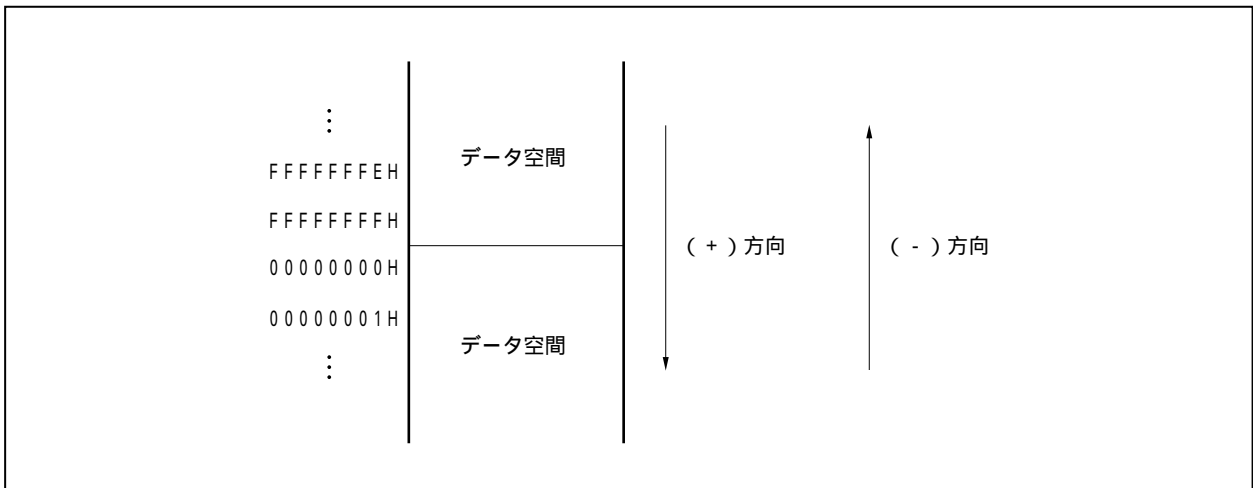 ⋮
FFFFFFFEH
FFFFFFFFH
00000000H
00000001H
⋮
データ空間
データ空間
(+)方向
(-)方向